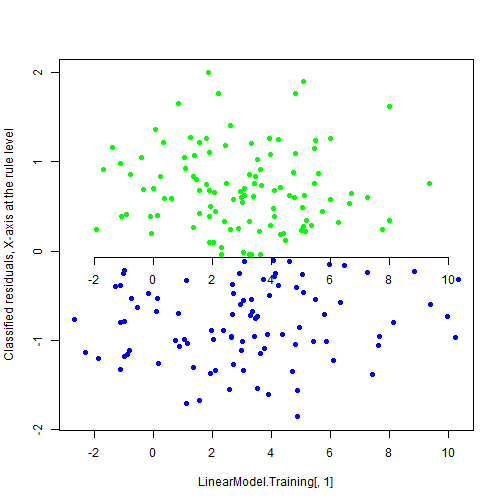 Classified residuals, X-axis at the rule level
2
1
0
-1
-2
-2 0 2 4 6 8 10
-2 0 2 4 6 8 10
LinearModel.Training[, 1]